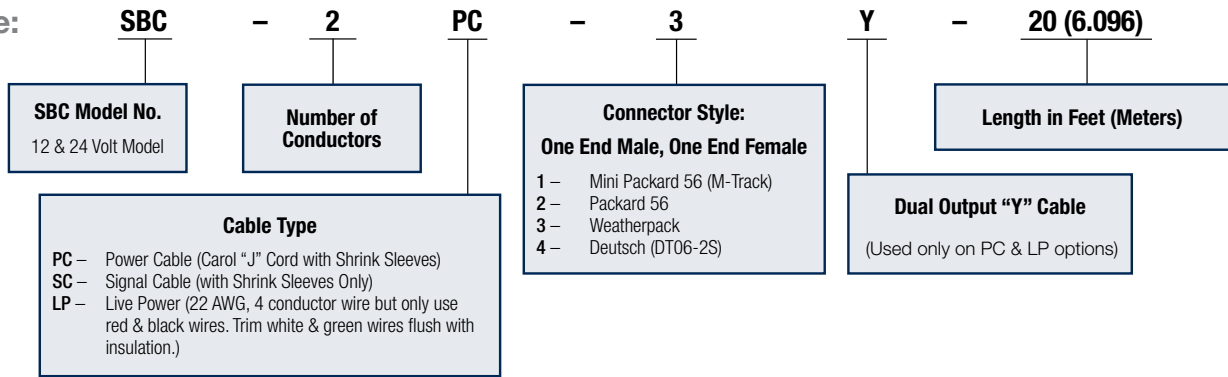 e: SBC – 2 PC – 3 Y – 20 (6.096)
SBC Model No.
12 & 24 Volt Model
Number of
Conductors
Cable Type
PC – Power Cable (Carol “J” Cord with Shrink Sleeves)
SC – Signal Cable (with Shrink Sleeves Only)
LP – Live Power (22 AWG, 4 conductor wire but only use
red & black wires. Trim white & green wires flush with
insulation.)
Connector Style:
One End Male, One End Female
1 – Mini Packard 56 (M-Track)
2 – Packard 56
3 – Weatherpack
4 – Deutsch (DT06-2S)
Dual Output “Y” Cable
(Used only on PC & LP options)
Length in Feet (Meters)